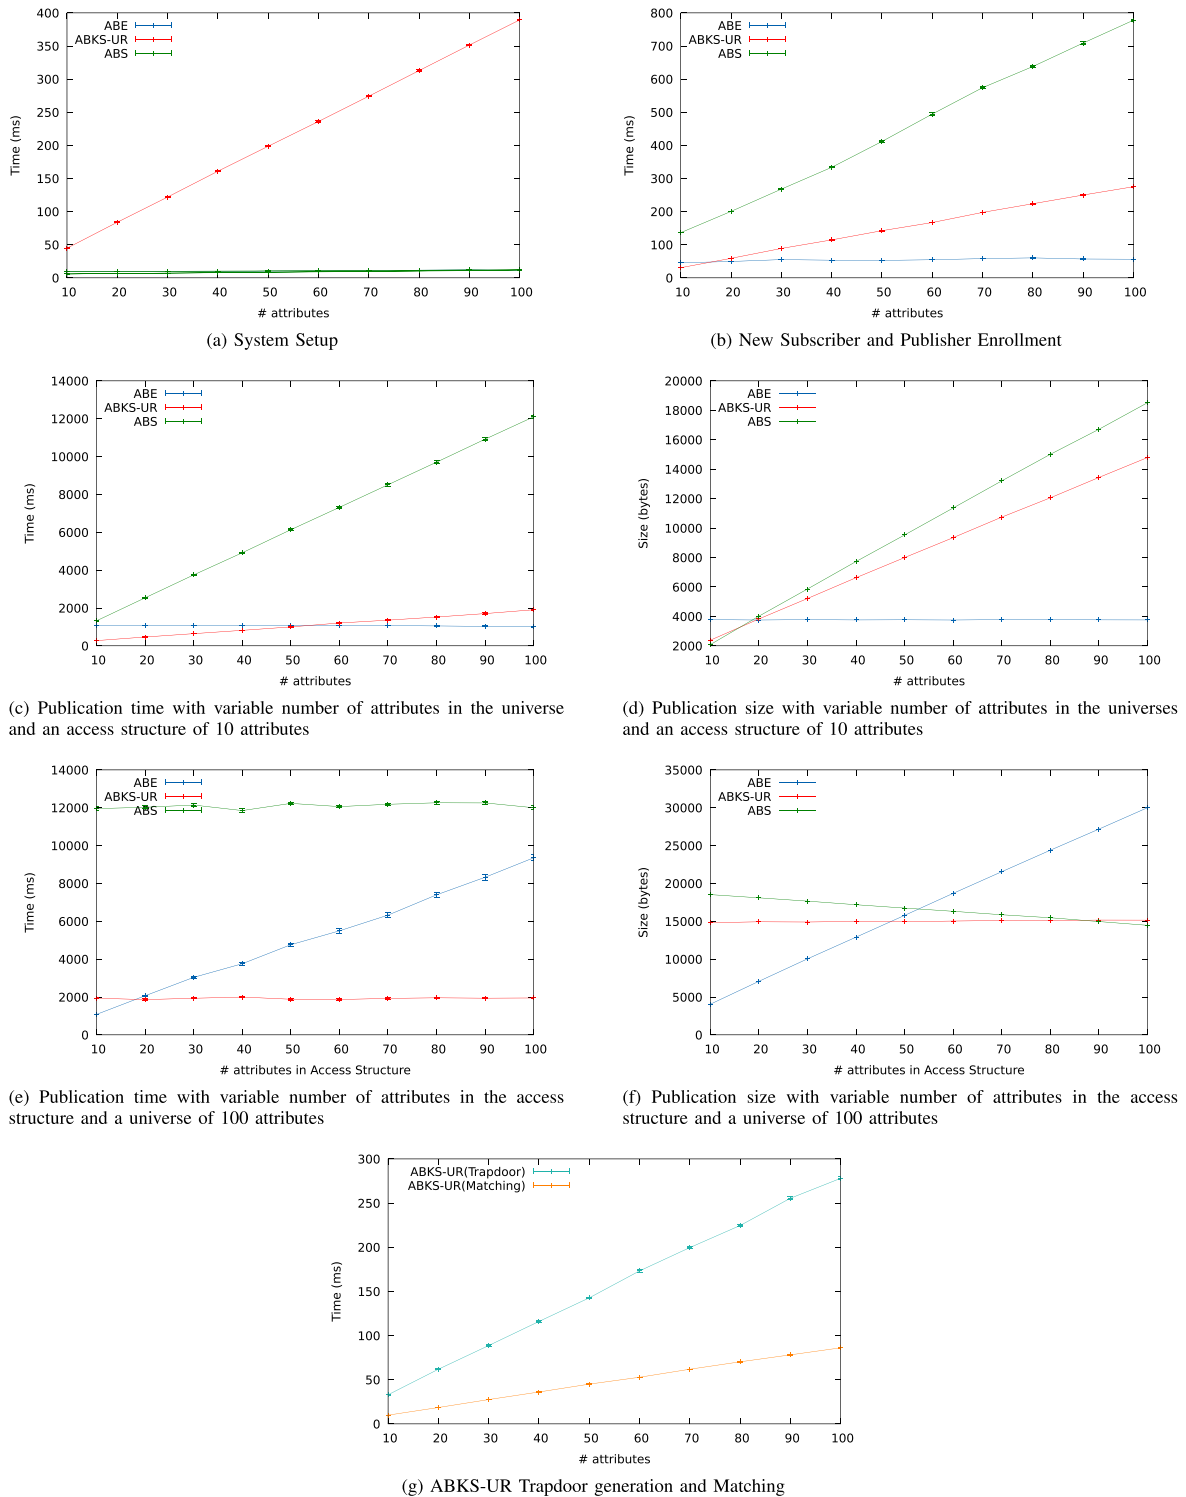 400
350
300
250
200
150
100
50
0
Time (ms)
ABE
ABKS-UR
ABS
10 20 30 40 50 60 70 80 90 100
# attributes
(a) System Setup
800
700
600
500
400
300
200
100
0
Time (ms)
ABE
ABKS-UR
ABS
10 20 30 40 50 60 70 80 90 100
# attributes
(b) New Subscriber and Publisher Enrollment
14000
12000
10000
8000
6000
4000
2000
0
Time (ms)
ABE
ABKS-UR
ABS
10 20 30 40 50 60 70 80 90 100
# attributes
(c) Publication time with variable number of attributes in the universe
and an access structure of 10 attributes
20000
18000
16000
14000
12000
10000
8000
6000
4000
2000
Size (bytes)
ABE
ABKS-UR
ABS
10 20 30 40 50 60 70 80 90 100
# attributes
(d) Publication size with variable number of attributes in the universes
and an access structure of 10 attributes
14000
12000
10000
8000
6000
4000
2000
0
Time (ms)
ABE
ABKS-UR
ABS
10 20 30 40 50 60 70 80 90 100
# attributes in Access Structure
(e) Publication time with variable number of attributes in the access
structure and a universe of 100 attributes
35000
30000
25000
20000
15000
10000
5000
0
Size (bytes)
ABE
ABKS-UR
ABS
10 20 30 40 50 60 70 80 90 100
# attributes in Access Structure
(f) Publication size with variable number of attributes in the access
structure and a universe of 100 attributes
300
250
200
150
100
50
0
Time (ms)
ABKS-UR(Trapdoor)
ABKS-UR(Matching)
10 20 30 40 50 60 70 80 90 100
# attributes
(g) ABKS-UR Trapdoor generation and Matching